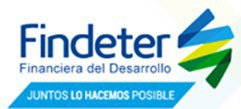 Findeter
Financiera del Desarrollo
JUNTOS LO HACEMOS POSIBLE